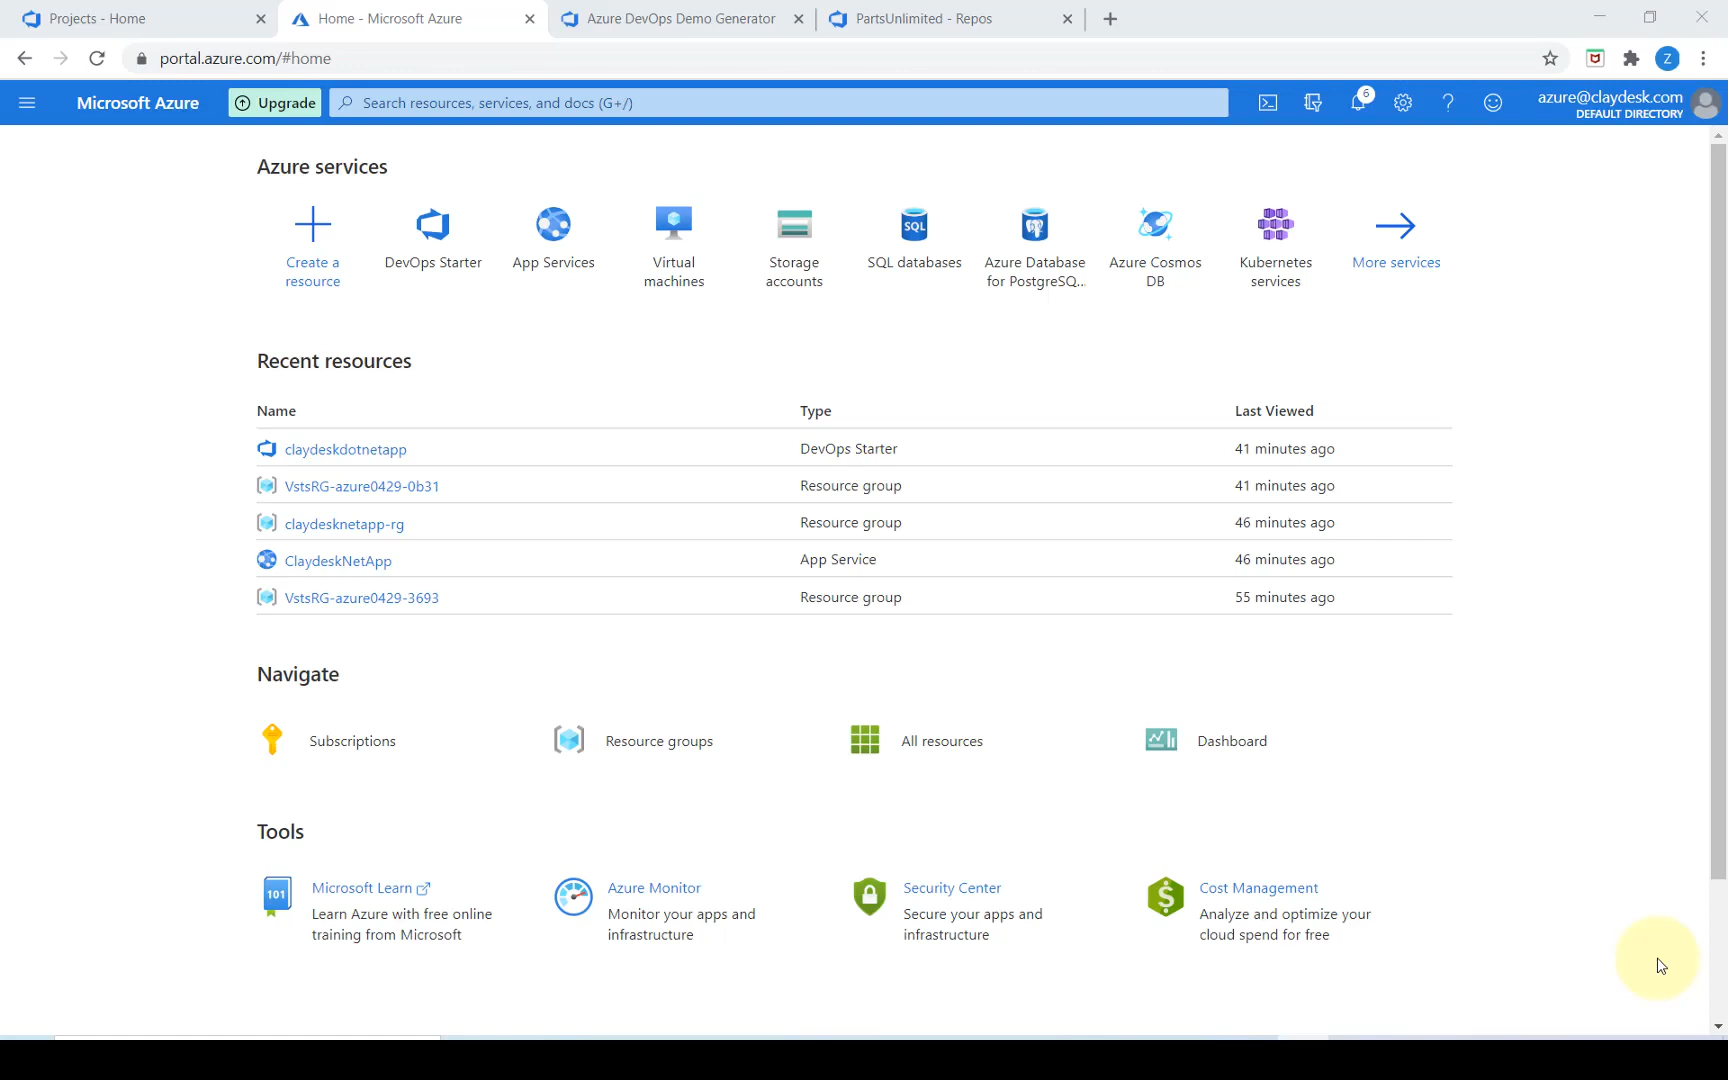 Projects - Home
Home - Microsoft Azure
Azure DevOps Demo Generator
PartsUnlimited - Repos
portal.azure.com/#home
Z
Microsoft Azure
Upgrade
Search resources, services, and docs (G+/)
6
azure@claydesk.com
DEFAULT DIRECTORY
Azure services
Create a
resource
DevOps Starter
App Services
Virtual
machines
Storage
accounts
SQL
SQL databases
Azure Database
for PostgreSQ...
Azure Cosmos
DB
Kubernetes
services
More services
Recent resources
Name Type Last Viewed
claydeskdotnetapp DevOps Starter 41 minutes ago
VstsRG-azure0429-0b31 Resource group 41 minutes ago
claydesknetapp-rg Resource group 46 minutes ago
ClaydeskNetApp App Service 46 minutes ago
VstsRG-azure0429-3693 Resource group 55 minutes ago
Navigate
Subscriptions
Resource groups
All resources
Dashboard
Tools
101
Microsoft Learn
Learn Azure with free online
training from Microsoft
Azure Monitor
Monitor your apps and
infrastructure
Security Center
Secure your apps and
infrastructure
$
Cost Management
Analyze and optimize your
cloud spend for free